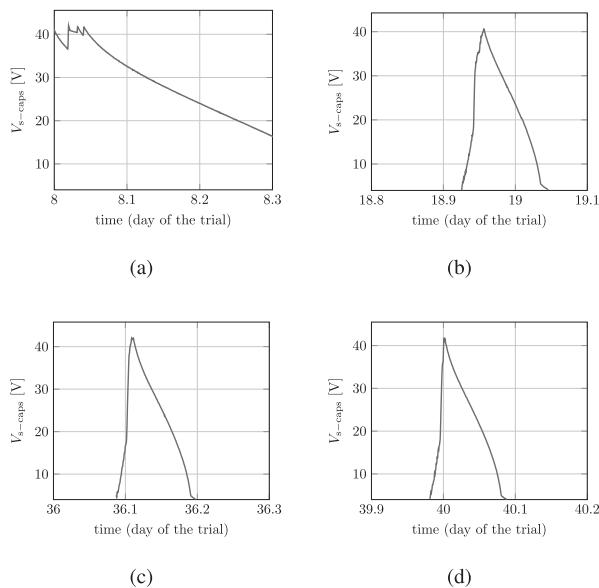 40
30
20
10
V_s−caps [V]
8
8.1
8.2
8.3
time (day of the trial)
(a)
40
30
20
10
V_s−caps [V]
18.8
18.9
19
19.1
time (day of the trial)
(b)
40
30
20
10
V_s−caps [V]
36
36.1
36.2
36.3
time (day of the trial)
(c)
40
30
20
10
V_s−caps [V]
39.9
40
40.1
40.2
time (day of the trial)
(d)